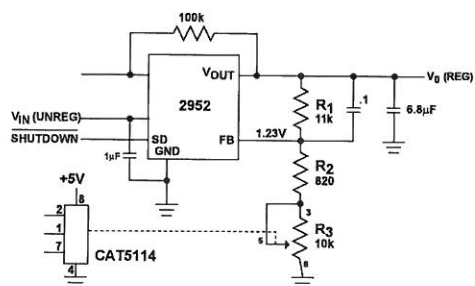 100k
VOUT
V0 (REG)
2952
R1
11k
.1
6.8µF
VIN (UNREG)
SHUTDOWN
SD
FB
1.23V
GND
1µF
R2
820
+5V
8
2
1
7
4
CAT5114
3
5
R3
10k
6